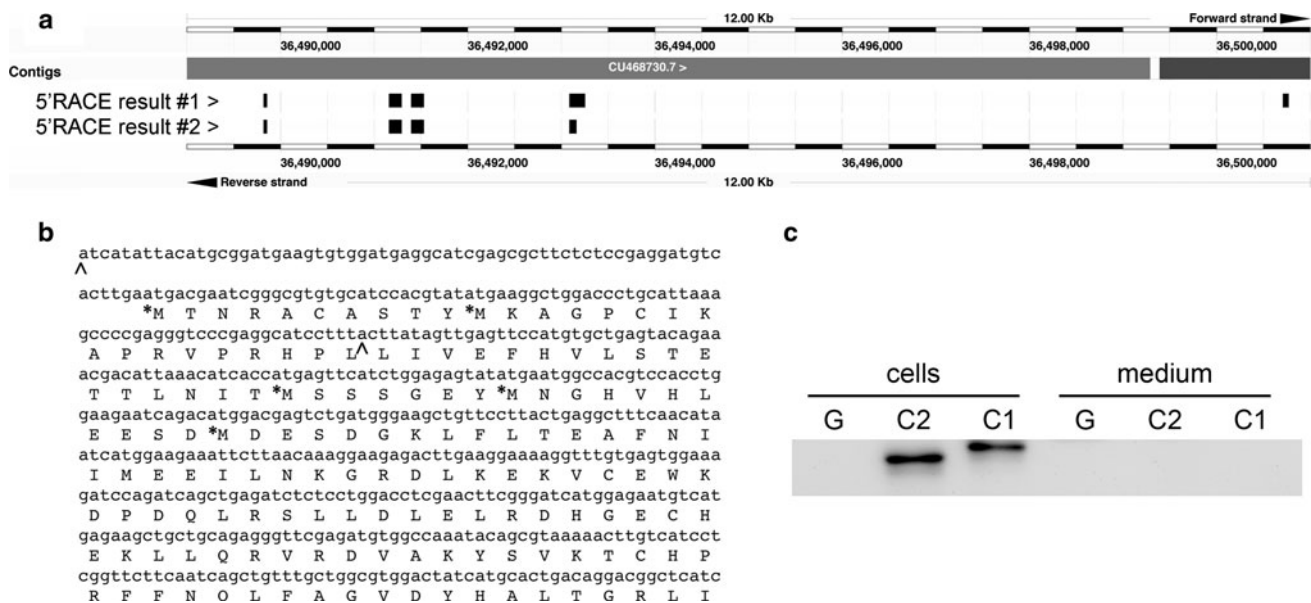 a
12.00 Kb
Forward strand
36,490,000 36,492,000 36,494,000 36,496,000 36,498,000 36,500,000
Contigs
CU468730.7 >
5'RACE result #1 >
5'RACE result #2 >
36,490,000 36,492,000 36,494,000 36,496,000 36,498,000 36,500,000
Reverse strand
12.00 Kb
b
atcatattacatgcggatgaagtgtggatgaggcatcgagcgcttctctccgaggatgtc
^
acttgaatgacgaatcgggcgtgtgcatccacgtatatgaaggctggaccctgcattaaa
*M T N R A C A S T Y *M K A G P C I K
gccccgagggtcccgaggcatcctttacttatagttgagttccatgtgctgagtacagaa
A P R V P R H P L ^ L I V E F H V L S T E
acgacattaaacatcaccatgagttcatctggagagtatatgaatggccacgtccacctg
T T L N I T *M S S S G E Y *M N G H V H L
gaagaatcagacatggacgagtctgatgggaagctgttccttactgaggctttcaacata
E E S D *M D E S D G K L F L T E A F N I
atcatggaagaaattcttaacaaaggaagagacttgaaggaaaaggtttgtgagtggaaa
I M E E I L N K G R D L K E K V C E W K
gatccagatcagctgagatctctcctggacctcgaacttcgggatcatggagaatgtcat
D P D Q L R S L L D L E L R D H G E C H
gagaagctgctgcagagggttcgagatgtggccaaatacagcgtaaaaacttgtcatcct
E K L L Q R V R D V A K Y S V K T C H P
cggttcttcaatcagctgtttgctggcgtggactatcatgcactgacaggacggctcatc
R F F N Q L F A G V D Y H A L T G R L I
c
cells medium
G C2 C1 G C2 C1